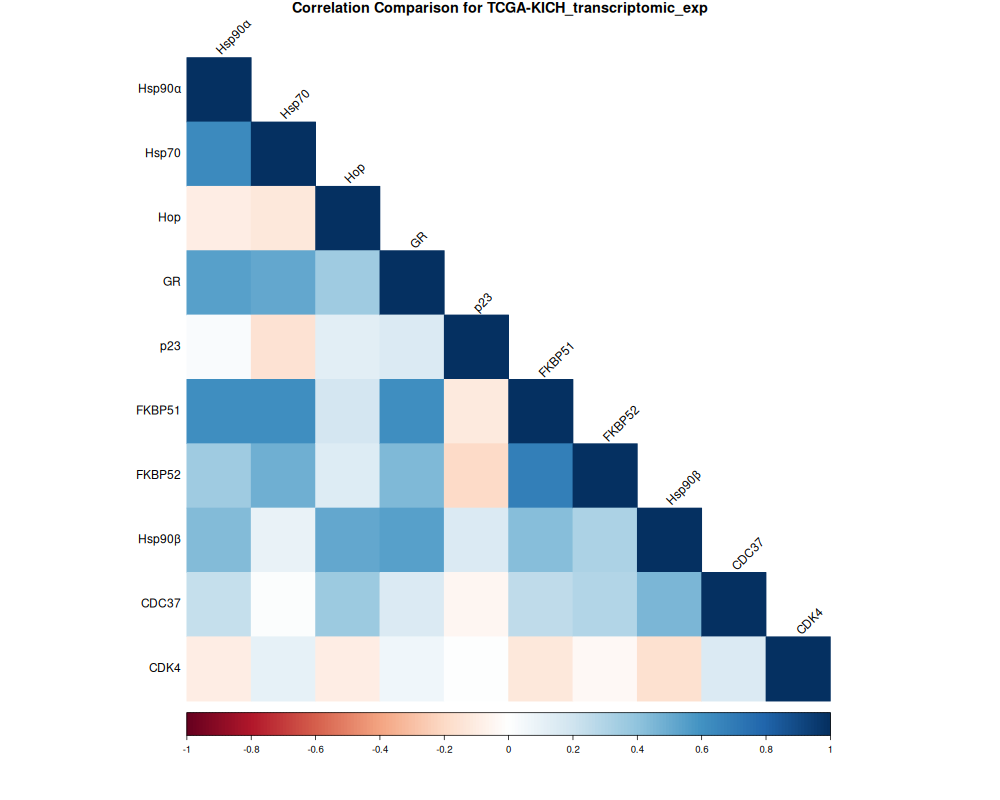 Correlation Comparison for TCGA-KICH_transcriptomic_exp
Hsp90α
Hsp90α
Hsp70
Hsp70
Hop
Hop
GR
GR
p23
p23
FKBP51
FKBP51
FKBP52
FKBP52
Hsp90β
Hsp90β
CDC37
CDC37
CDK4
CDK4
-1 -0.8 -0.6 -0.4 -0.2 0 0.2 0.4 0.6 0.8 1